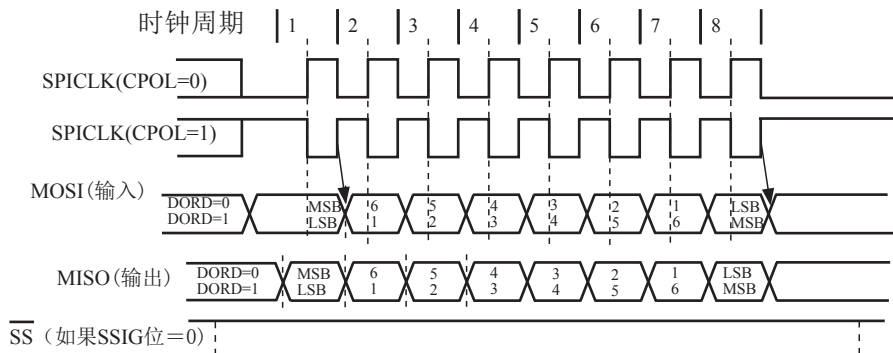 时钟周期 1 2 3 4 5 6 7 8
SPICLK(CPOL=0)
SPICLK(CPOL=1)
MOSI(输入)
DORD=0 MSB 6 5 4 3 2 1 LSB
DORD=1 LSB 1 2 3 4 5 6 MSB
MISO(输出)
DORD=0 MSB 6 5 4 3 2 1 LSB
DORD=1 LSB 1 2 3 4 5 6 MSB
SS（如果SSIG位＝0）